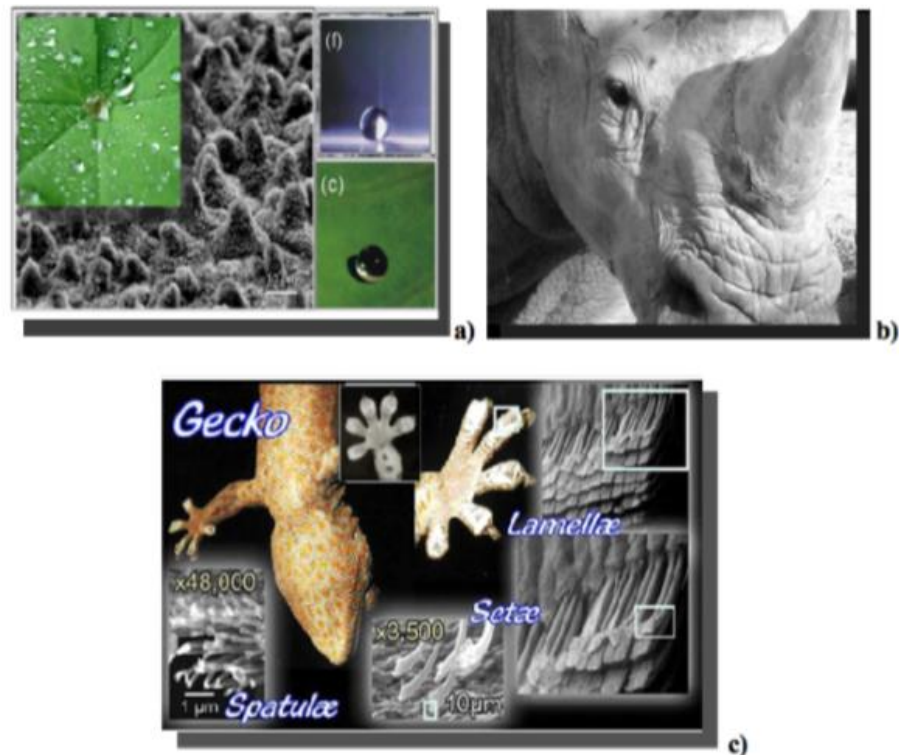 (f)
(c)
a)
b)
Gecko
Lamellæ
x48,000
Setæ
x3,500
1 µm
Spatulæ
10µm
c)